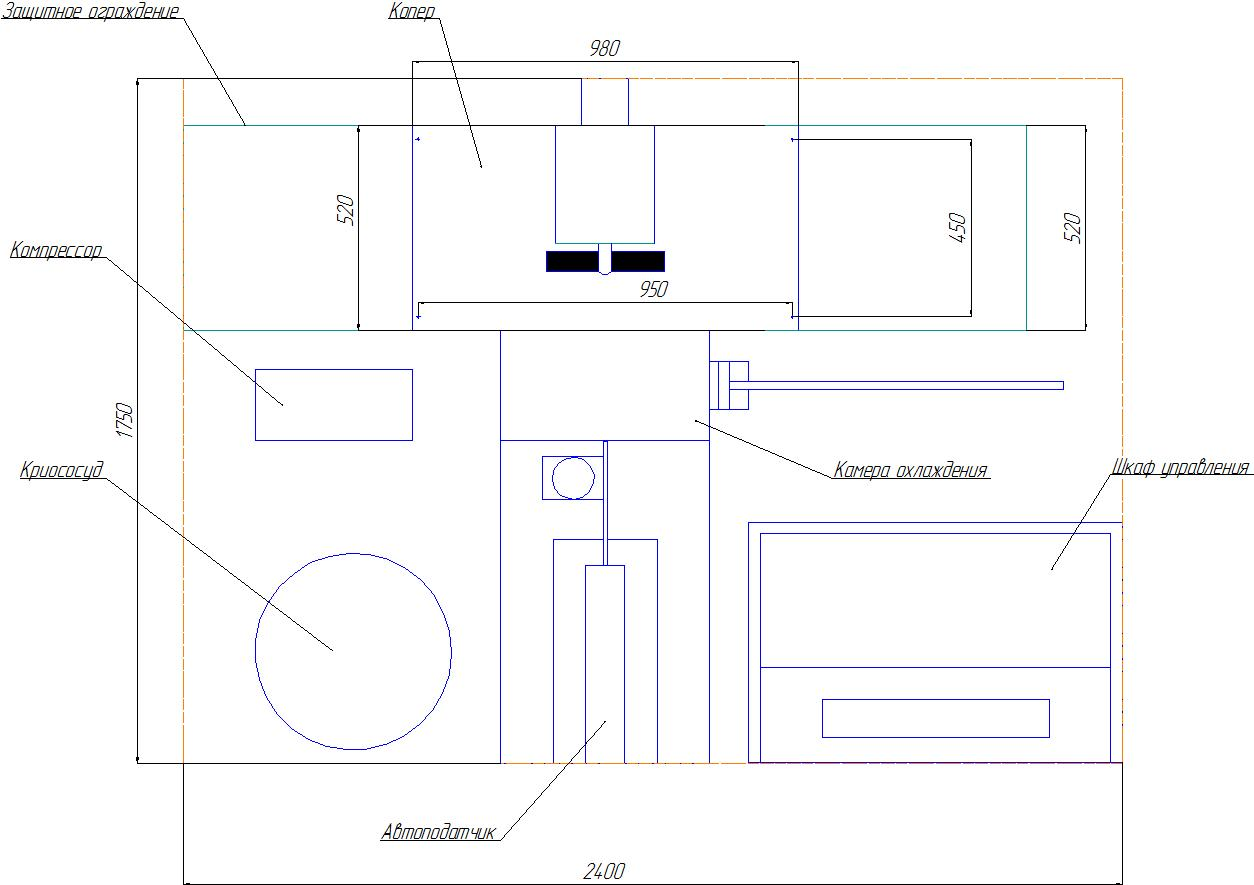 Защитное ограждение
Копер
980
520
450
520
Компрессор
950
1750
Криососуд
Камера охлаждения
Шкаф управления
Автоподатчик
2400